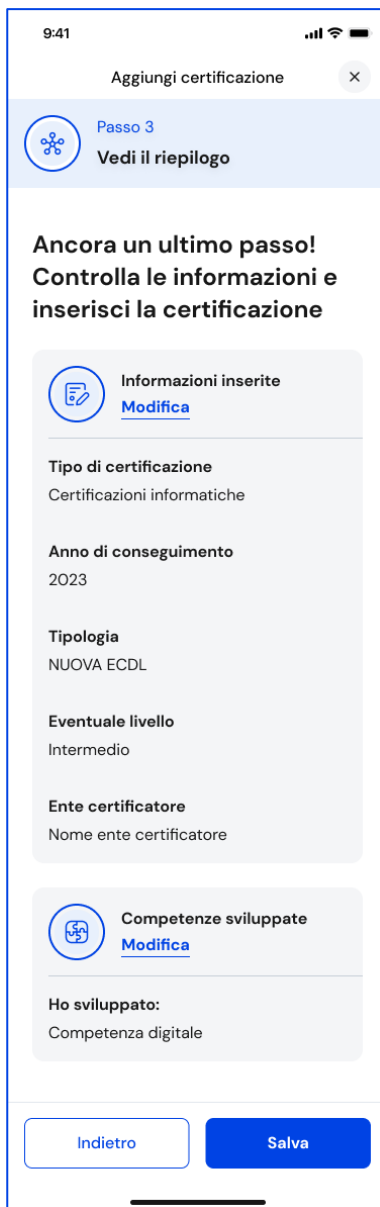 9:41
Aggiungi certificazione
Passo 3
Vedi il riepilogo
Ancora un ultimo passo!
Controlla le informazioni e
inserisci la certificazione
Informazioni inserite
Modifica
Tipo di certificazione
Certificazioni informatiche
Anno di conseguimento
2023
Tipologia
NUOVA ECDL
Eventuale livello
Intermedio
Ente certificatore
Nome ente certificatore
Competenze sviluppate
Modifica
Ho sviluppato:
Competenza digitale
Indietro
Salva